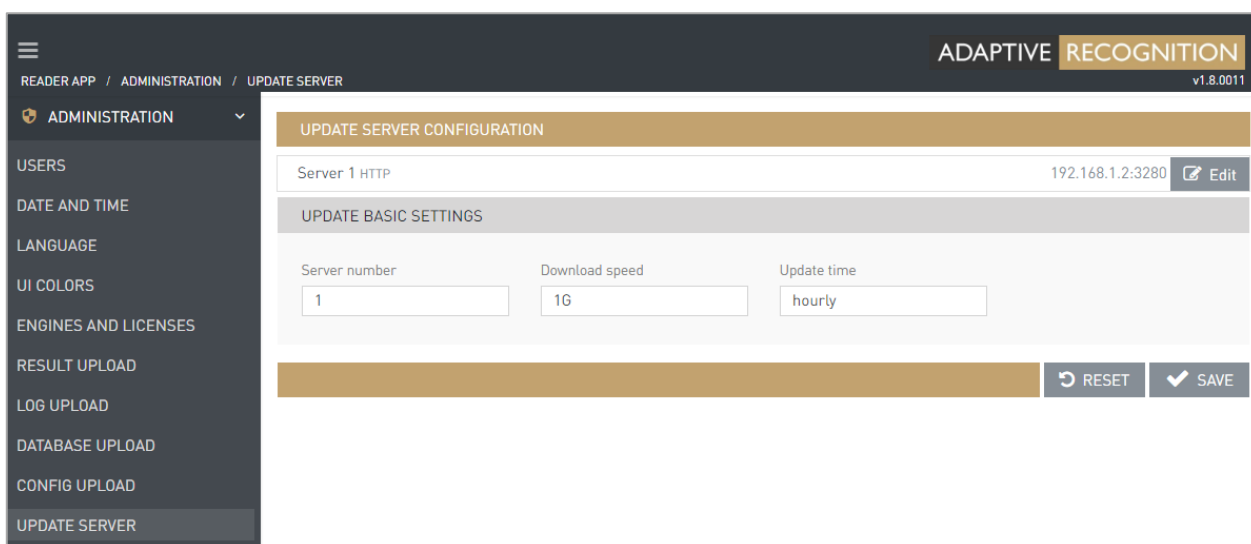 ADAPTIVE RECOGNITION
READER APP / ADMINISTRATION / UPDATE SERVER
v1.8.0011
ADMINISTRATION
USERS
DATE AND TIME
LANGUAGE
UI COLORS
ENGINES AND LICENSES
RESULT UPLOAD
LOG UPLOAD
DATABASE UPLOAD
CONFIG UPLOAD
UPDATE SERVER
UPDATE SERVER CONFIGURATION
Server 1 HTTP 192.168.1.2:3280 Edit
UPDATE BASIC SETTINGS
Server number Download speed Update time
1 1G hourly
RESET SAVE